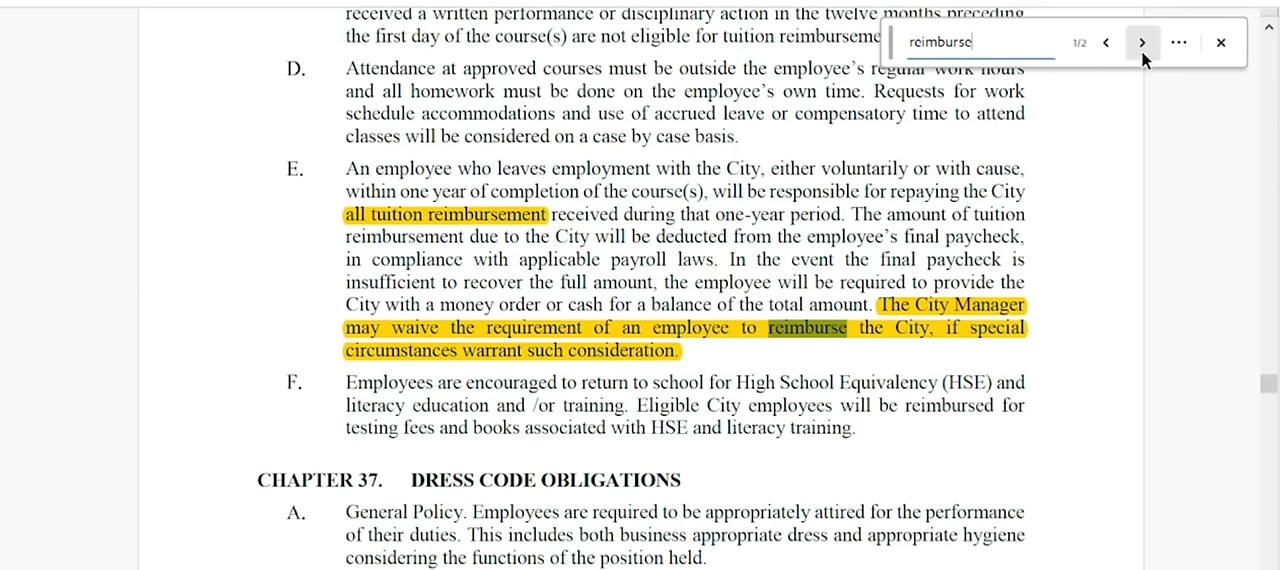 received a written performance or disciplinary action in the twelve months preceding
the first day of the course(s) are not eligible for tuition reimburseme
reimburse
1/2
D. Attendance at approved courses must be outside the employee’s regular work hours
and all homework must be done on the employee’s own time. Requests for work
schedule accommodations and use of accrued leave or compensatory time to attend
classes will be considered on a case by case basis.
E. An employee who leaves employment with the City, either voluntarily or with cause,
within one year of completion of the course(s), will be responsible for repaying the City
all tuition reimbursement received during that one-year period. The amount of tuition
reimbursement due to the City will be deducted from the employee’s final paycheck,
in compliance with applicable payroll laws. In the event the final paycheck is
insufficient to recover the full amount, the employee will be required to provide the
City with a money order or cash for a balance of the total amount. The City Manager
may waive the requirement of an employee to reimburse the City, if special
circumstances warrant such consideration.
F. Employees are encouraged to return to school for High School Equivalency (HSE) and
literacy education and /or training. Eligible City employees will be reimbursed for
testing fees and books associated with HSE and literacy training.
CHAPTER 37. DRESS CODE OBLIGATIONS
A. General Policy. Employees are required to be appropriately attired for the performance
of their duties. This includes both business appropriate dress and appropriate hygiene
considering the functions of the position held.